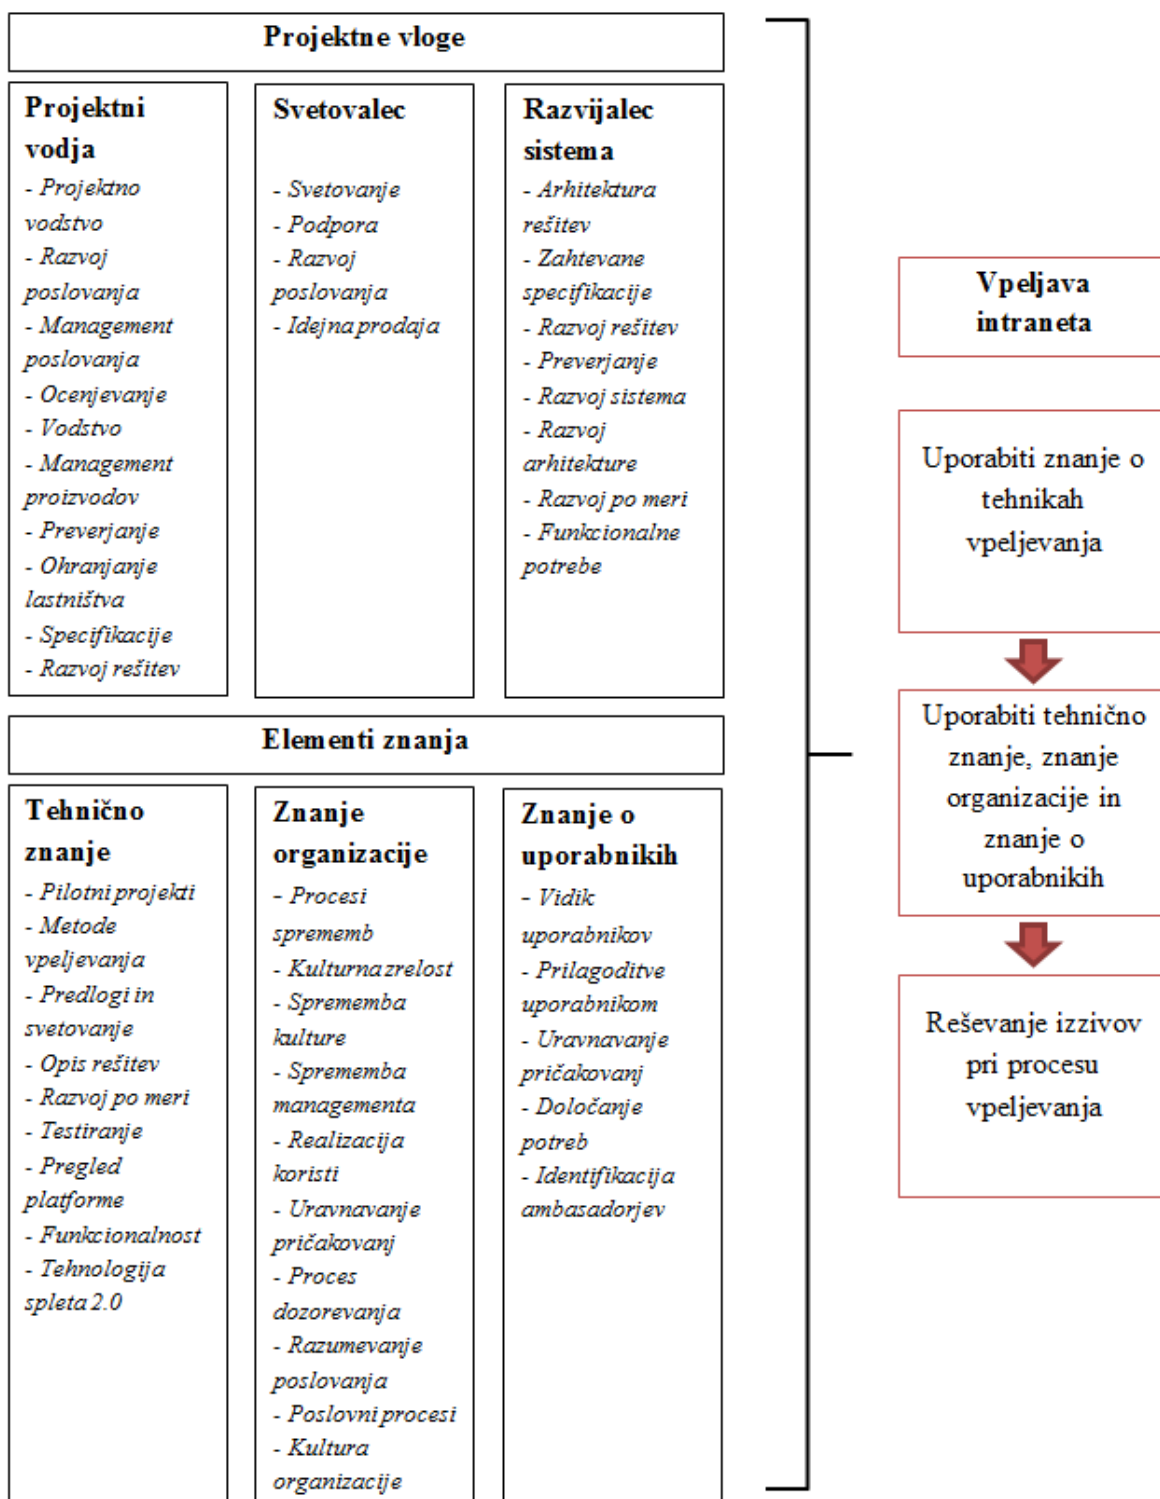 Projektne vloge
Projektni
vodja
- Projektno
vodstvo
- Razvoj
poslovanja
- Management
poslovanja
- Ocenjevanje
- Vodstvo
- Management
proizvodov
- Preverjanje
- Ohranjanje
lastništva
- Specifikacije
- Razvoj rešitev
Svetovalec
- Svetovanje
- Podpora
- Razvoj
poslovanja
- Idejna prodaja
Razvijalec
sistema
- Arhitektura
rešitev
- Zahtevane
specifikacije
- Razvoj rešitev
- Preverjanje
- Razvoj sistema
- Razvoj
arhitekture
- Razvoj po meri
- Funkcionalne
potrebe
Elementi znanja
Tehnično
znanje
- Pilotni projekti
- Metode
vpeljevanja
- Predlogi in
svetovanje
- Opis rešitev
- Razvoj po meri
- Testiranje
- Pregled
platforme
- Funkcionalnost
- Tehnologija
spleta 2.0
Znanje
organizacije
- Procesi
sprememb
- Kulturna zrelost
- Sprememba
kulture
- Sprememba
managementa
- Realizacija
koristi
- Uravnavanje
pričakovanj
- Proces
dozorevanja
- Razumevanje
poslovanja
- Poslovni procesi
- Kultura
organizacije
Znanje o
uporabnikih
- Vidik
uporabnikov
- Prilagoditve
uporabnikom
- Uravnavanje
pričakovanj
- Določanje
potreb
- Identifikacija
ambasadorjev
Vpeljava
intraneta
Uporabiti znanje o
tehnikah
vpeljevanja
Uporabiti tehnično
znanje, znanje
organizacije in
znanje o
uporabnikih
Reševanje izzivov
pri procesu
vpeljevanja